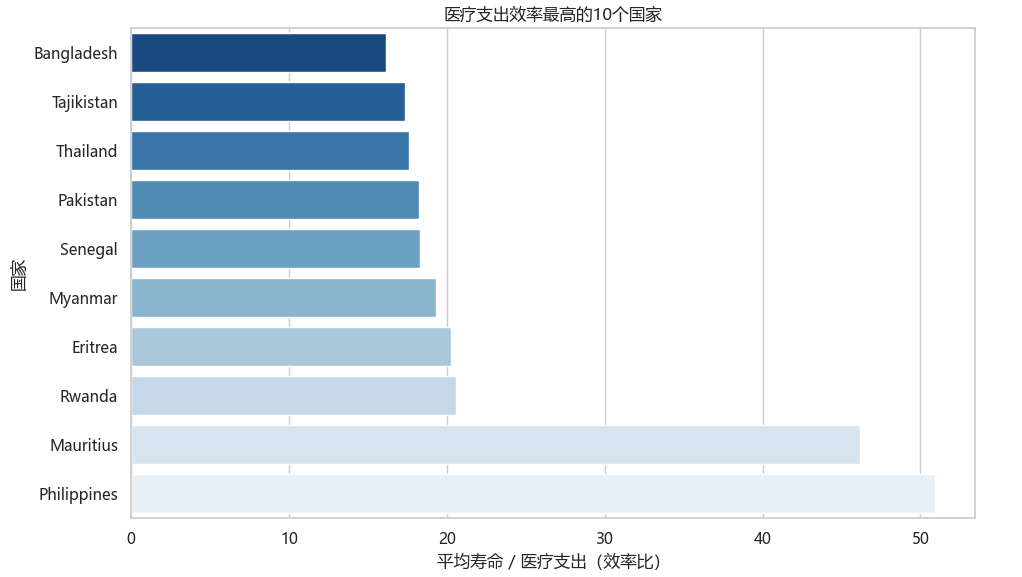 医疗支出效率最高的10个国家
国家
Bangladesh
Tajikistan
Thailand
Pakistan
Senegal
Myanmar
Eritrea
Rwanda
Mauritius
Philippines
0 10 20 30 40 50
平均寿命 / 医疗支出（效率比）